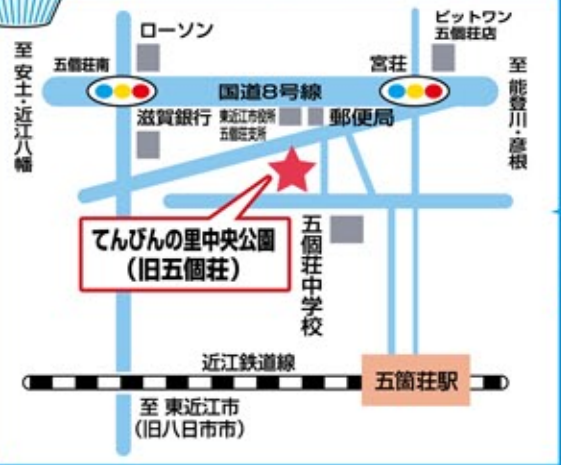 ローソン
ピットワン
五個荘店
至 安土・近江八幡
五個荘南
宮荘
至 能登川・彦根
国道8号線
滋賀銀行
東近江市役所
五個荘支所
郵便局
てんびんの里中央公園
(旧五個荘)
五個荘中学校
近江鉄道線
五箇荘駅
至 東近江市
(旧八日市市)